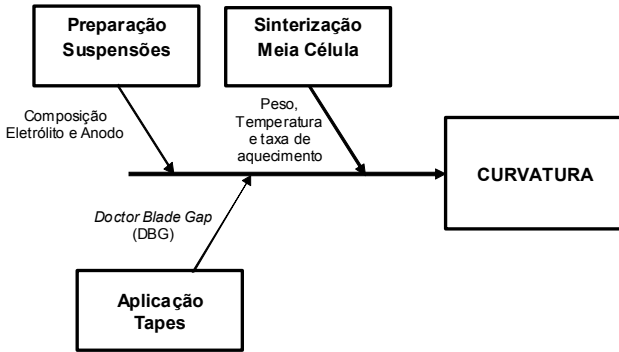 Preparação
Suspensões
Sinterização
Meia Célula
Composição
Eletrólito e Anodo
Peso,
Temperatura
e taxa de
aquecimento
CURVATURA
Doctor Blade Gap
(DBG)
Aplicação
Tapes